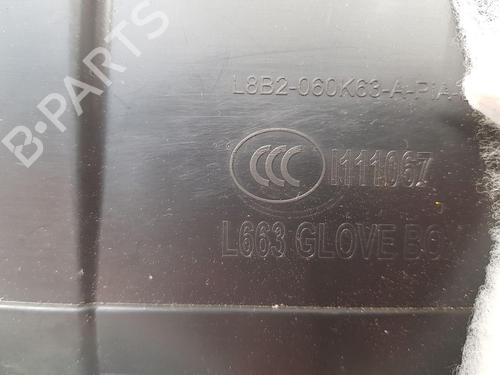 B-PARTS
L8B2-060K63-A-PIA
CCC I111067
L663 GLOVE BO